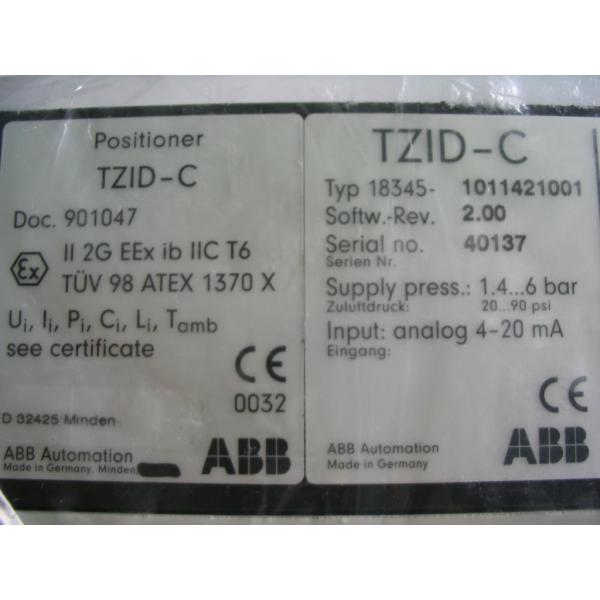 Positioner
TZID-C
Doc. 901047
Ex II 2G EEx ib IIC T6
TÜV 98 ATEX 1370 X
Ui, Ii, Pi, Ci, Li, Tamb
see certificate
CE
0032
D 32425 Minden
ABB Automation
Made in Germany, Minden
ABB
TZID-C
Typ 18345- 1011421001
Softw.-Rev. 2.00
Serial no. 40137
Serien Nr.
Supply press.: 1.4...6 bar
Zuluftdruck: 20...90 psi
Input: analog 4-20 mA
Eingang:
CE
ABB Automation
Made in Germany
ABB